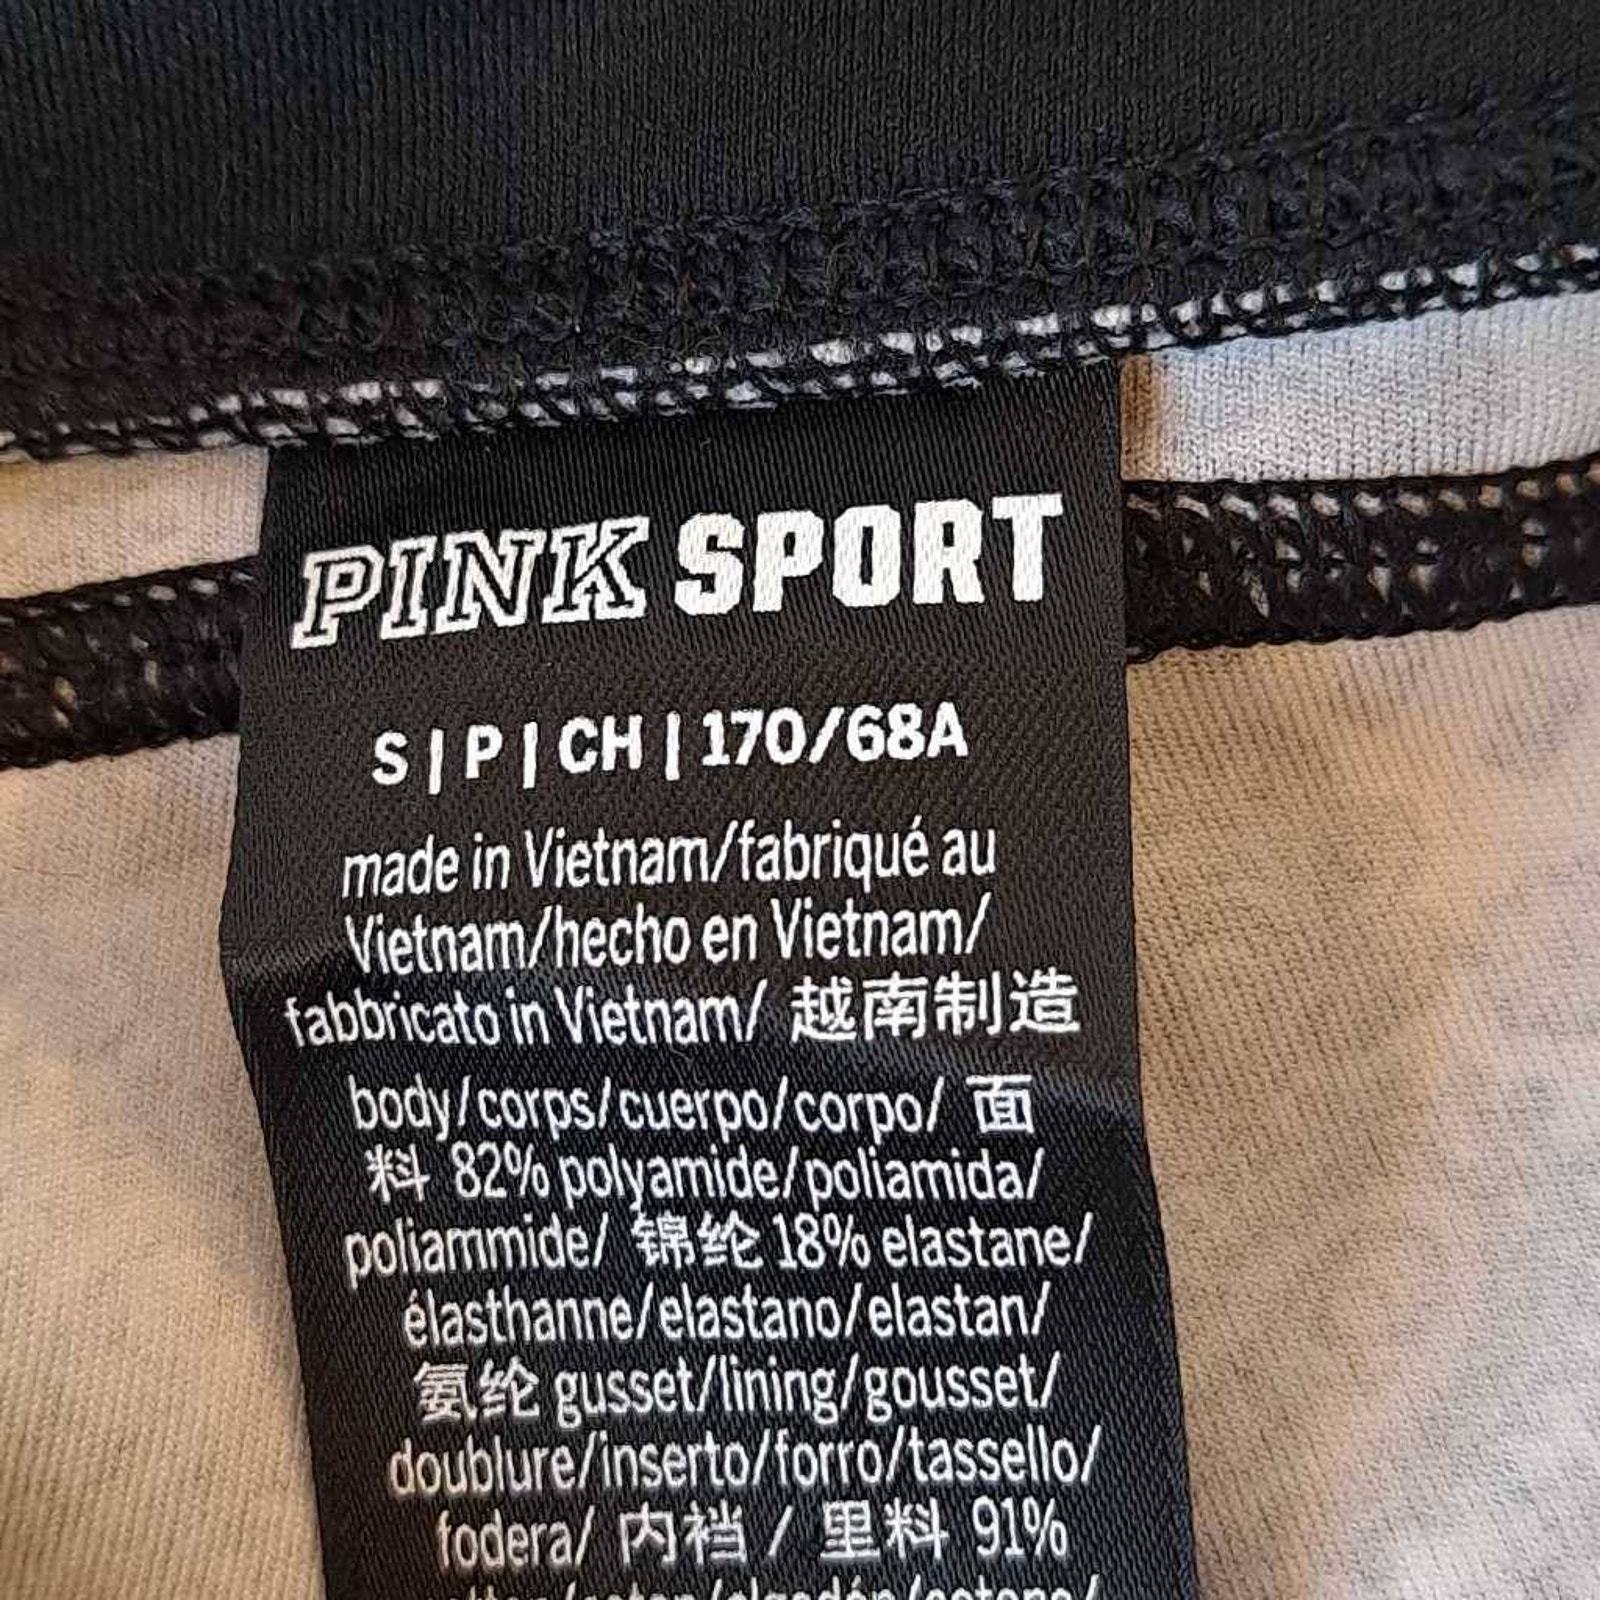 PINK SPORT
S | P | CH | 170/68A
made in Vietnam/fabriqué au
Vietnam/hecho en Vietnam/
fabbricato in Vietnam/ 越南制造
body/corps/cuerpo/corpo/ 面
料 82% polyamide/poliamida/
poliammide/ 锦纶 18% elastane/
élasthanne/elastano/elastan/
氨纶 gusset/lining/gousset/
doublure/inserto/forro/tassello/
fodera/ 内裆 / 里料 91%